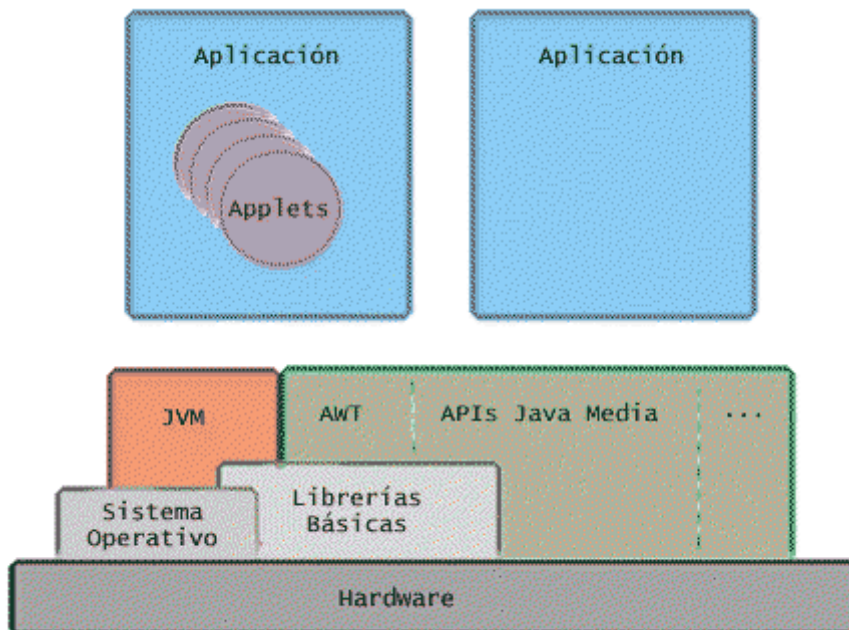 Aplicación
Aplicación
Applets
JVM
AWT
APIs Java Media
...
Sistema
Operativo
Librerías
Básicas
Hardware